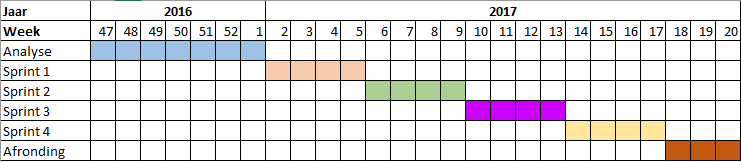 Jaar 2016 2017
Week 47 48 49 50 51 52 1 2 3 4 5 6 7 8 9 10 11 12 13 14 15 16 17 18 19 20
Analyse
Sprint 1
Sprint 2
Sprint 3
Sprint 4
Afronding